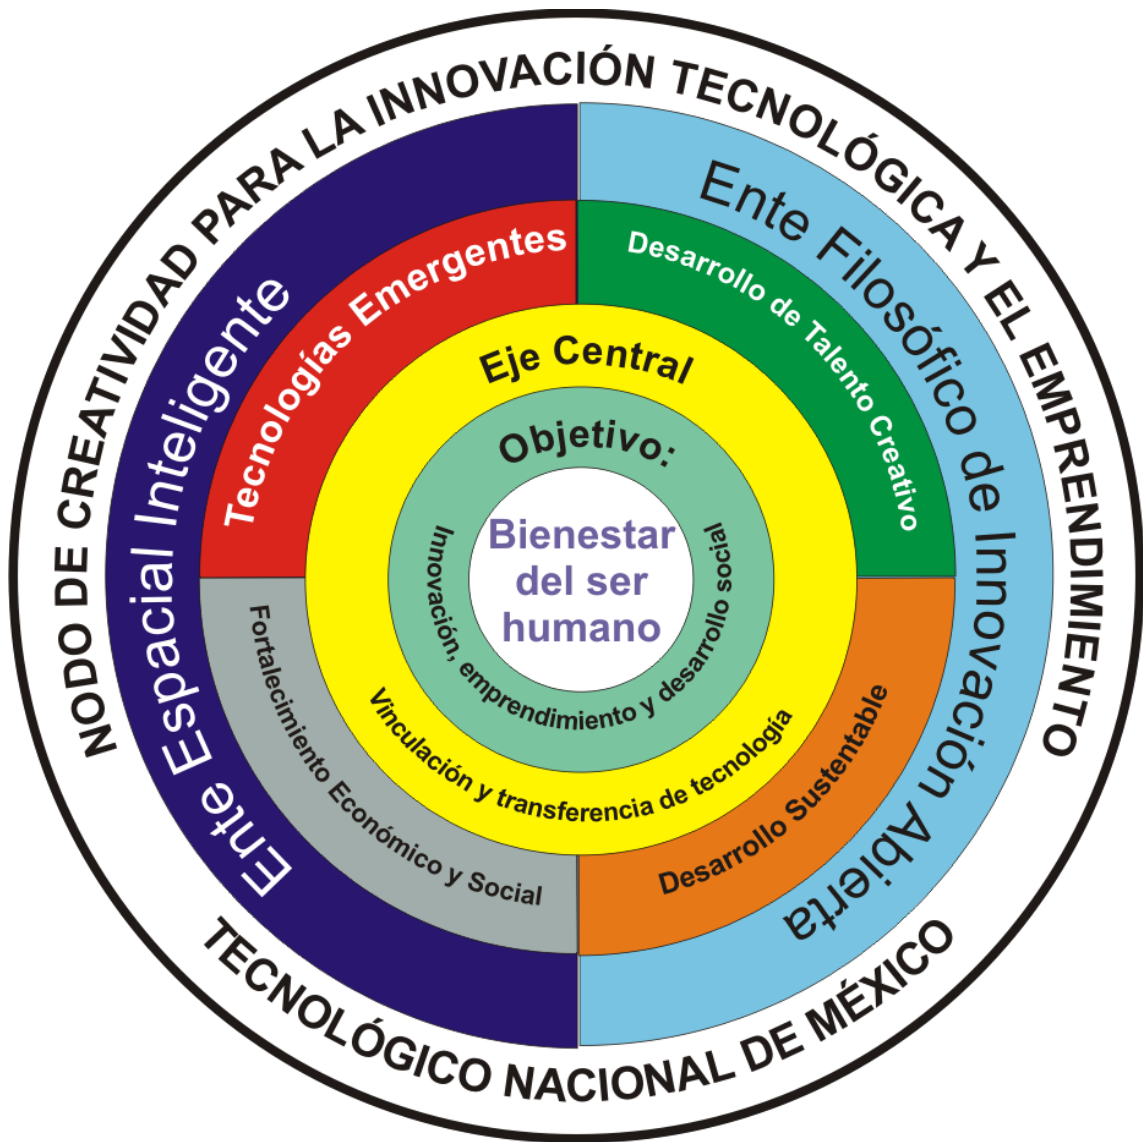 NODO DE CREATIVIDAD PARA LA INNOVACIÓN TECNOLÓGICA Y EL EMPRENDIMIENTO
Ente Espacial Inteligente
Ente Filosófico de Innovación Abierta
Tecnologías Emergentes
Desarrollo de Talento Creativo
Eje Central
Objetivo:
Bienestar
del ser
humano
Innovación, emprendimiento y desarrollo social
Vinculación y transferencia de tecnología
Fortalecimiento Económico y Social
Desarrollo Sustentable
TECNOLÓGICO NACIONAL DE MÉXICO